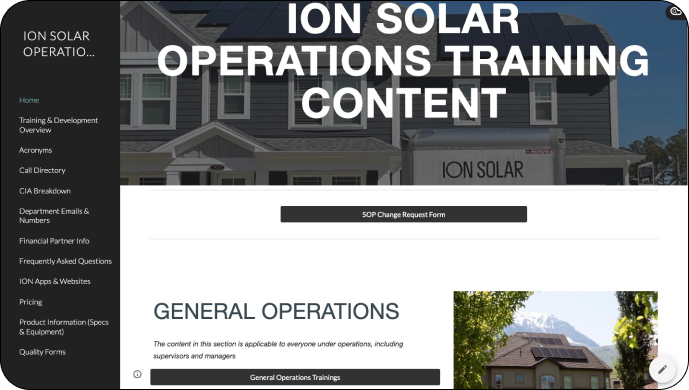 ION SOLAR
OPERATIO...
Home
Training & Development
Overview
Acronyms
Call Directory
CIA Breakdown
Department Emails &
Numbers
Financial Partner Info
Frequently Asked Questions
ION Apps & Websites
Pricing
Product Information (Specs
& Equipment)
Quality Forms
ION SOLAR
OPERATIONS TRAINING
CONTENT
ION SOLAR
SOP Change Request Form
GENERAL OPERATIONS
The content in this section is applicable to everyone under operations, including
supervisors and managers
General Operations Trainings